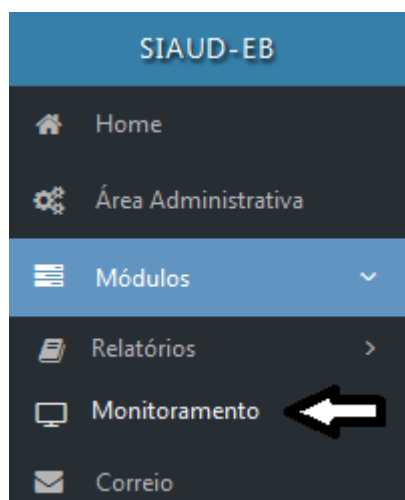 SIAUD-EB
Home
Área Administrativa
Módulos
Relatórios
Monitoramento
Correio